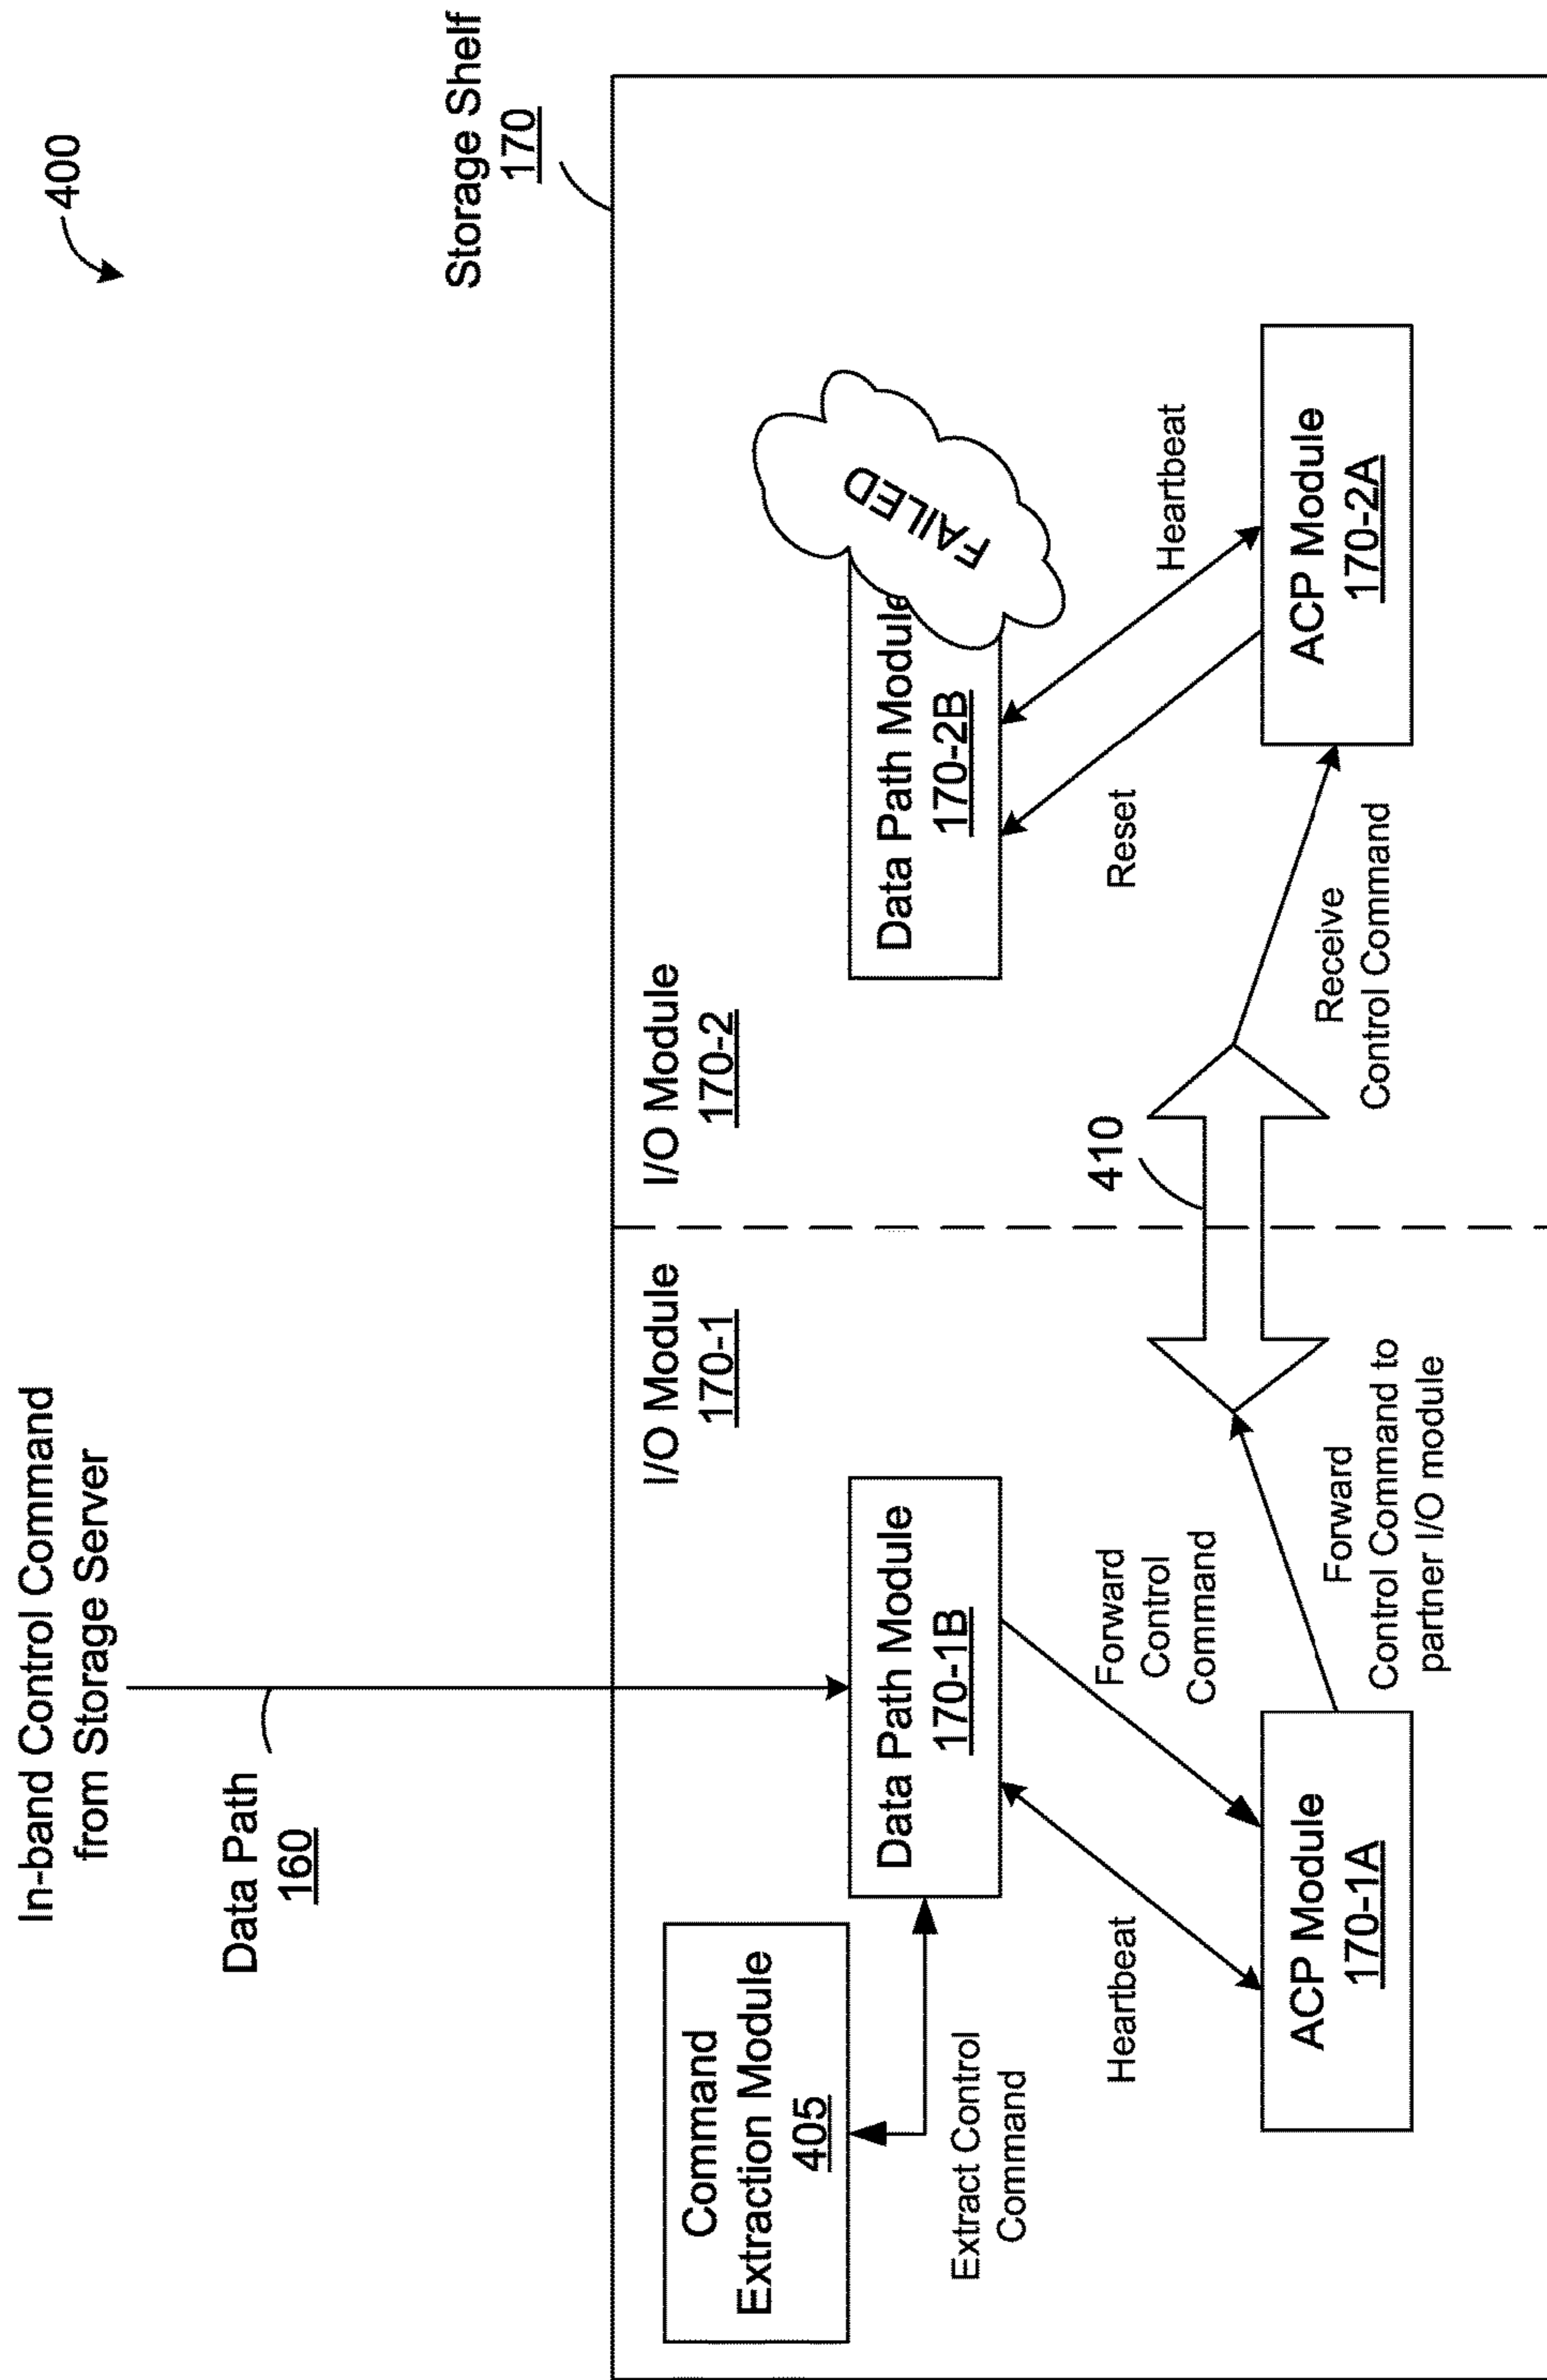 400
In-band Control Command
from Storage Server
Data Path
160
Storage Shelf
170
I/O Module
170-1
Command
Extraction Module
405
Data Path Module
170-1B
Extract Control
Command
Heartbeat
Forward
Control
Command
ACP Module
170-1A
Forward
Control Command to
partner I/O module
410
I/O Module
170-2
Data Path Module
170-2B
FAILED
Reset
Heartbeat
Receive
Control Command
ACP Module
170-2A